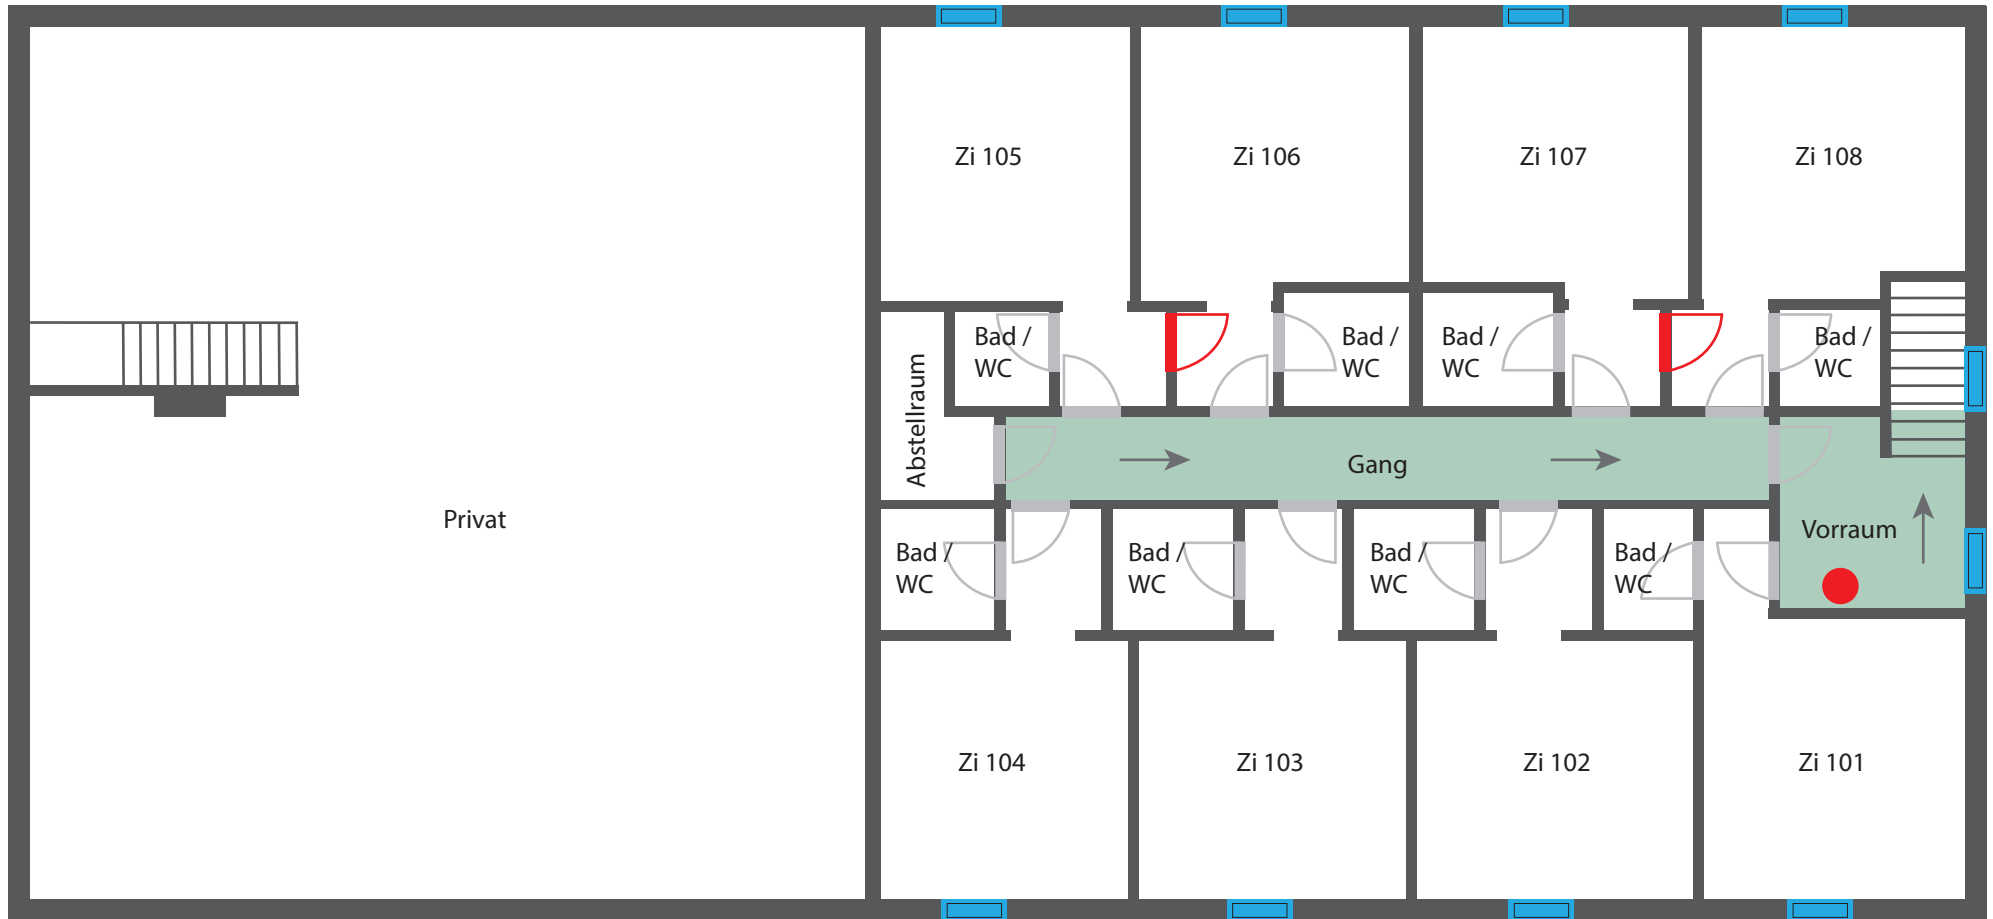 Zi 105
Zi 106
Zi 107
Zi 108
Bad /
WC
Bad /
WC
Bad /
WC
Bad /
WC
Abstellraum
Gang
Privat
Vorraum
Bad /
WC
Bad /
WC
Bad /
WC
Bad /
WC
Zi 104
Zi 103
Zi 102
Zi 101